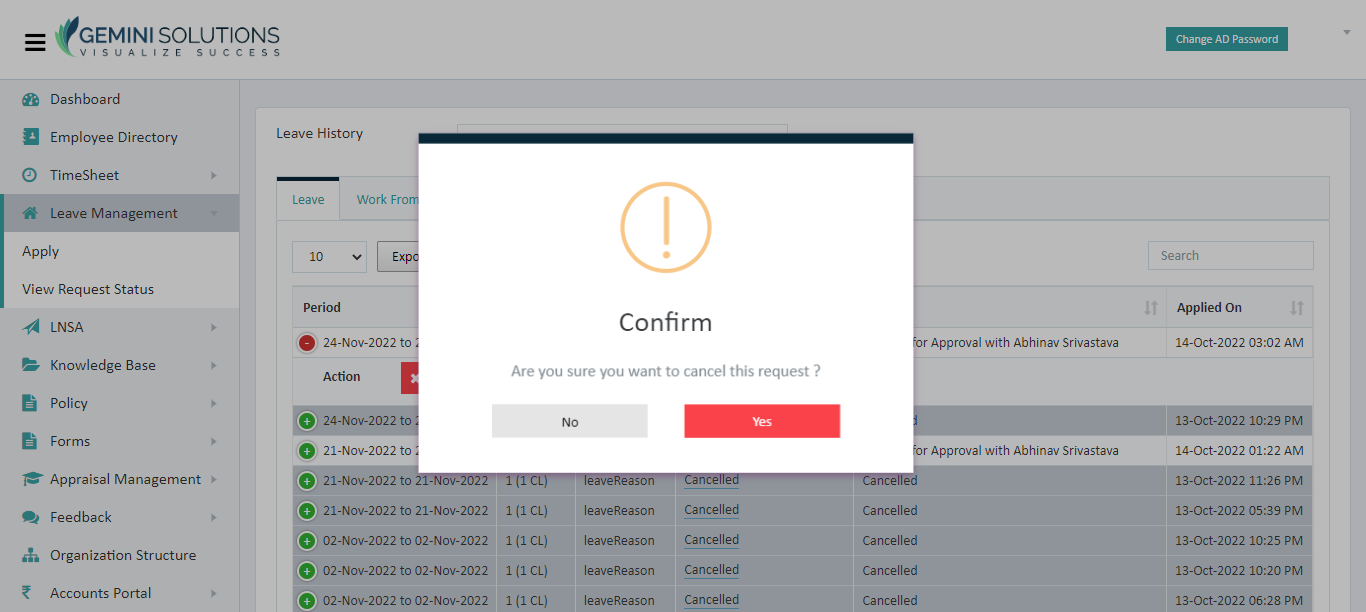 GEMINI SOLUTIONS
VISUALIZE SUCCESS
Change AD Password
Dashboard
Employee Directory
TimeSheet
Leave Management
Apply
View Request Status
LNSA
Knowledge Base
Policy
Forms
Appraisal Management
Feedback
Organization Structure
Accounts Portal
Leave History
Leave
Work From
10
Expo
Search
Period
Applied On
24-Nov-2022 to 2
for Approval with Abhinav Srivastava
14-Oct-2022 03:02 AM
Action
24-Nov-2022 to 2
d
13-Oct-2022 10:29 PM
21-Nov-2022 to 2
for Approval with Abhinav Srivastava
14-Oct-2022 01:22 AM
21-Nov-2022 to 21-Nov-2022 1 (1 CL) leaveReason Cancelled Cancelled 13-Oct-2022 11:26 PM
21-Nov-2022 to 21-Nov-2022 1 (1 CL) leaveReason Cancelled Cancelled 13-Oct-2022 05:39 PM
02-Nov-2022 to 02-Nov-2022 1 (1 CL) leaveReason Cancelled Cancelled 13-Oct-2022 10:25 PM
02-Nov-2022 to 02-Nov-2022 1 (1 CL) leaveReason Cancelled Cancelled 13-Oct-2022 10:20 PM
02-Nov-2022 to 02-Nov-2022 1 (1 CL) leaveReason Cancelled Cancelled 13-Oct-2022 06:28 PM
Confirm
Are you sure you want to cancel this request ?
No
Yes